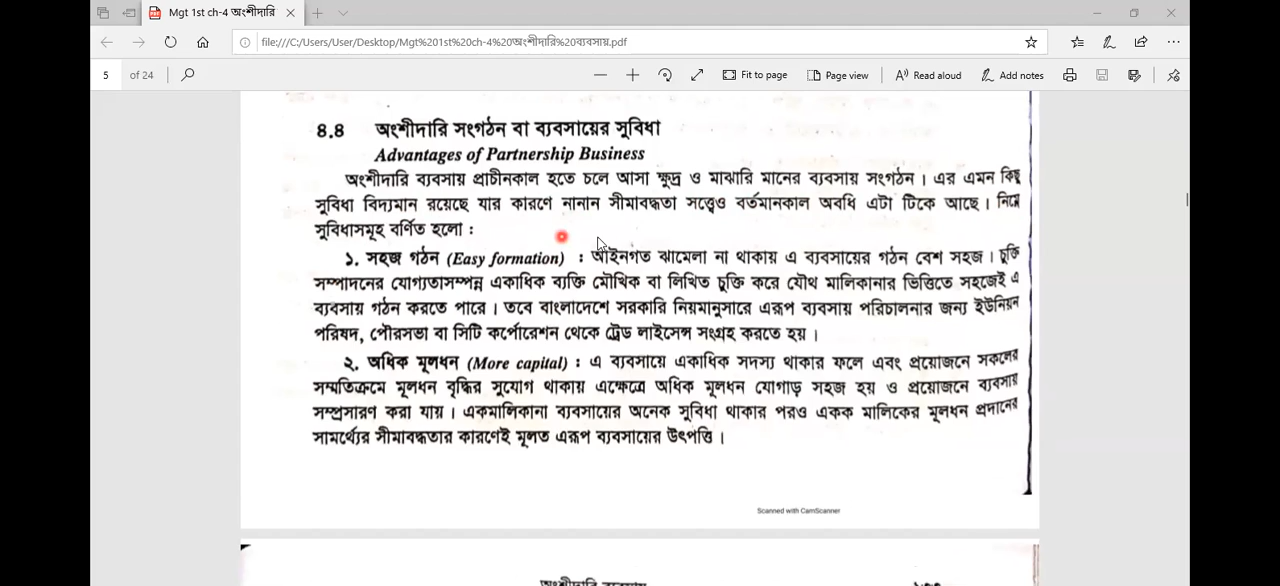 Mgt 1st ch-4 অংশীদারি
file:///C:/Users/User/Desktop/Mgt%201st%20ch-4%20অংশীদারি%20ব্যবসায়.pdf
5 of 24 Fit to page Page view Read aloud Add notes
৪.৪ অংশীদারি সংগঠন বা ব্যবসায়ের সুবিধা
Advantages of Partnership Business
অংশীদারি ব্যবসায় প্রাচীনকাল হতে চলে আসা ক্ষুদ্র ও মাঝারি মানের ব্যবসায় সংগঠন। এর এমন কিছু
সুবিধা বিদ্যমান রয়েছে যার কারণে নানান সীমাবদ্ধতা সত্ত্বেও বর্তমানকাল অবধি এটা টিকে আছে। নিম্নে
সুবিধাসমূহ বর্ণিত হলো :
১. সহজ গঠন (Easy formation) : আইনগত ঝামেলা না থাকায় এ ব্যবসায়ের গঠন বেশ সহজ। চুক্তি
সম্পাদনের যোগ্যতাসম্পন্ন একাধিক ব্যক্তি মৌখিক বা লিখিত চুক্তি করে যৌথ মালিকানার ভিত্তিতে সহজেই এ
ব্যবসায় গঠন করতে পারে। তবে বাংলাদেশে সরকারি নিয়মানুসারে এরূপ ব্যবসায় পরিচালনার জন্য ইউনিয়ন
পরিষদ, পৌরসভা বা সিটি কর্পোরেশন থেকে ট্রেড লাইসেন্স সংগ্রহ করতে হয়।
২. অধিক মূলধন (More capital) : এ ব্যবসায়ে একাধিক সদস্য থাকার ফলে এবং প্রয়োজনে সকলের
সম্মতিক্রমে মূলধন বৃদ্ধির সুযোগ থাকায় এক্ষেত্রে অধিক মূলধন যোগাড় সহজ হয় ও প্রয়োজনে ব্যবসায়
সম্প্রসারণ করা যায়। একমালিকানা ব্যবসায়ের অনেক সুবিধা থাকার পরও একক মালিকের মূলধন প্রদানের
সামর্থ্যের সীমাবদ্ধতার কারণেই মূলত এরূপ ব্যবসায়ের উৎপত্তি।
Scanned with CamScanner